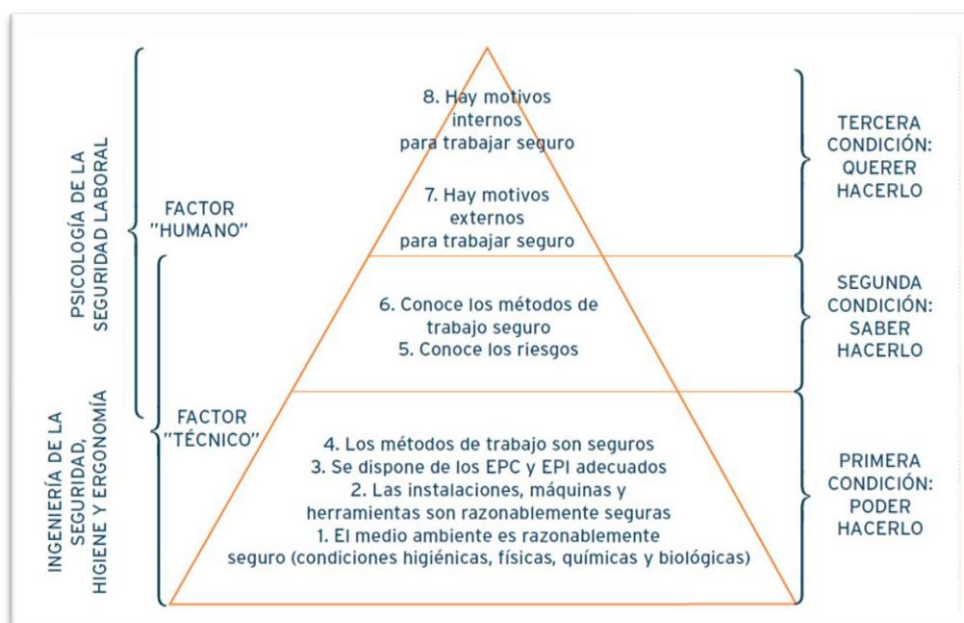 PSICOLOGÍA DE LA
SEGURIDAD LABORAL
INGENIERÍA DE LA
SEGURIDAD,
HIGIENE Y ERGONOMÍA
FACTOR
"HUMANO"
FACTOR
"TÉCNICO"
8. Hay motivos
internos
para trabajar seguro
7. Hay motivos
externos
para trabajar seguro
6. Conoce los métodos de
trabajo seguro
5. Conoce los riesgos
4. Los métodos de trabajo son seguros
3. Se dispone de los EPC y EPI adecuados
2. Las instalaciones, máquinas y
herramientas son razonablemente seguras
1. El medio ambiente es razonablemente
seguro (condiciones higiénicas, físicas, químicas y biológicas)
TERCERA
CONDICIÓN:
QUERER
HACERLO
SEGUNDA
CONDICIÓN:
SABER
HACERLO
PRIMERA
CONDICIÓN:
PODER
HACERLO